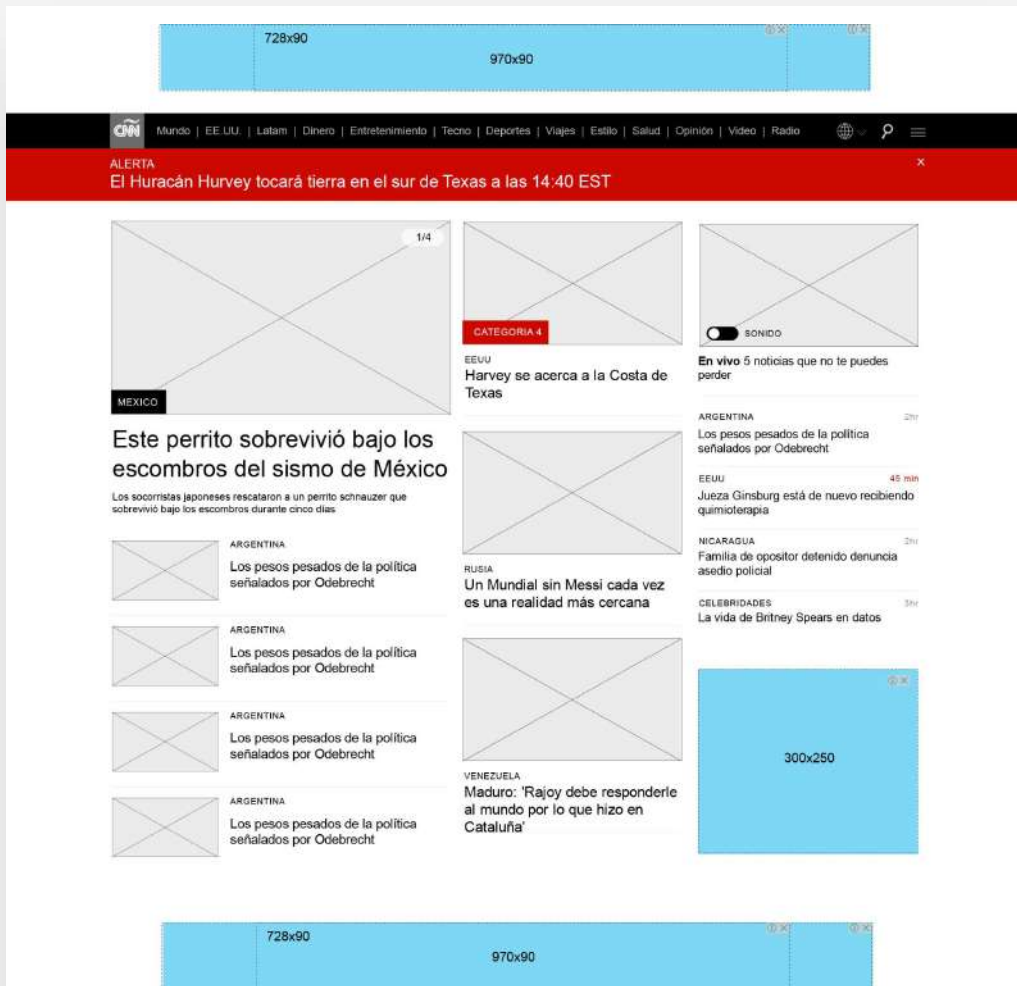 728x90
970x90
CNÑ
Mundo | EE.UU. | Latam | Dinero | Entretenimiento | Tecno | Deportes | Viajes | Estilo | Salud | Opinión | Video | Radio
ALERTA
El Huracán Hurvey tocará tierra en el sur de Texas a las 14:40 EST
1/4
MEXICO
Este perrito sobrevivió bajo los
escombros del sismo de México
Los socorristas japoneses rescataron a un perrito schnauzer que
sobrevivió bajo los escombros durante cinco días
ARGENTINA
Los pesos pesados de la política
señalados por Odebrecht
ARGENTINA
Los pesos pesados de la política
señalados por Odebrecht
ARGENTINA
Los pesos pesados de la política
señalados por Odebrecht
ARGENTINA
Los pesos pesados de la política
señalados por Odebrecht
CATEGORIA 4
EEUU
Harvey se acerca a la Costa de
Texas
RUSIA
Un Mundial sin Messi cada vez
es una realidad más cercana
VENEZUELA
Maduro: 'Rajoy debe responderle
al mundo por lo que hizo en
Cataluña'
SONIDO
En vivo 5 noticias que no te puedes
perder
ARGENTINA 2hr
Los pesos pesados de la política
señalados por Odebrecht
EEUU 45 min
Jueza Ginsburg está de nuevo recibiendo
quimioterapia
NICARAGUA 2hr
Familia de opositor detenido denuncia
asedio policial
CELEBRIDADES 3hr
La vida de Britney Spears en datos
300x250
728x90
970x90